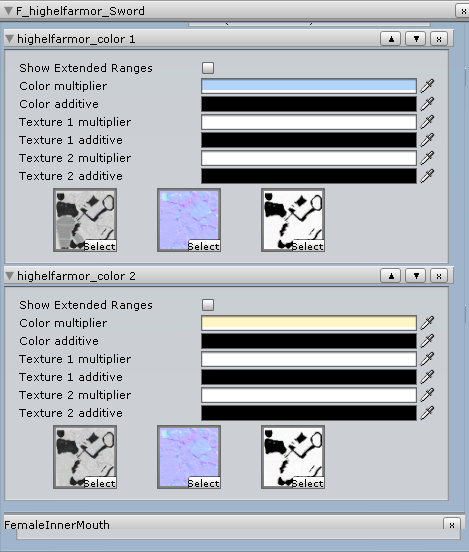 F_highelfarmor_Sword
x
highelfarmor_color 1
x
Show Extended Ranges
Color multiplier
Color additive
Texture 1 multiplier
Texture 1 additive
Texture 2 multiplier
Texture 2 additive
Select
Select
Select
highelfarmor_color 2
x
Show Extended Ranges
Color multiplier
Color additive
Texture 1 multiplier
Texture 1 additive
Texture 2 multiplier
Texture 2 additive
Select
Select
Select
FemaleInnerMouth
x